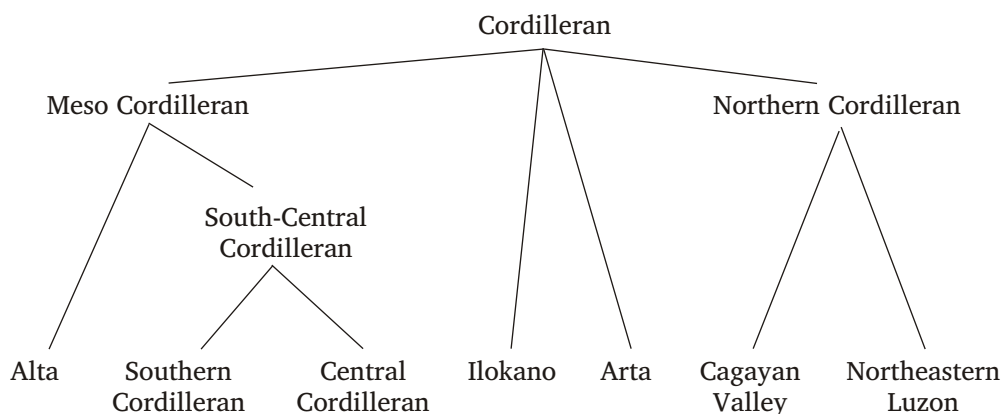 Cordilleran
Meso Cordilleran
Northern Cordilleran
South-Central
Cordilleran
Alta
Southern
Cordilleran
Central
Cordilleran
Ilokano
Arta
Cagayan
Valley
Northeastern
Luzon